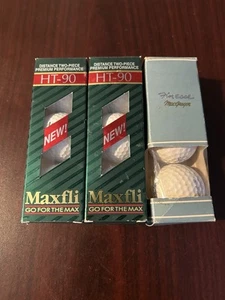 DISTANCE TWO-PIECE
PREMIUM PERFORMANCE
HT-90
NEW!
Maxfli
GO FOR THE MAX
DISTANCE TWO-PIECE
PREMIUM PERFORMANCE
HT-90
NEW!
Maxfli
GO FOR THE MAX